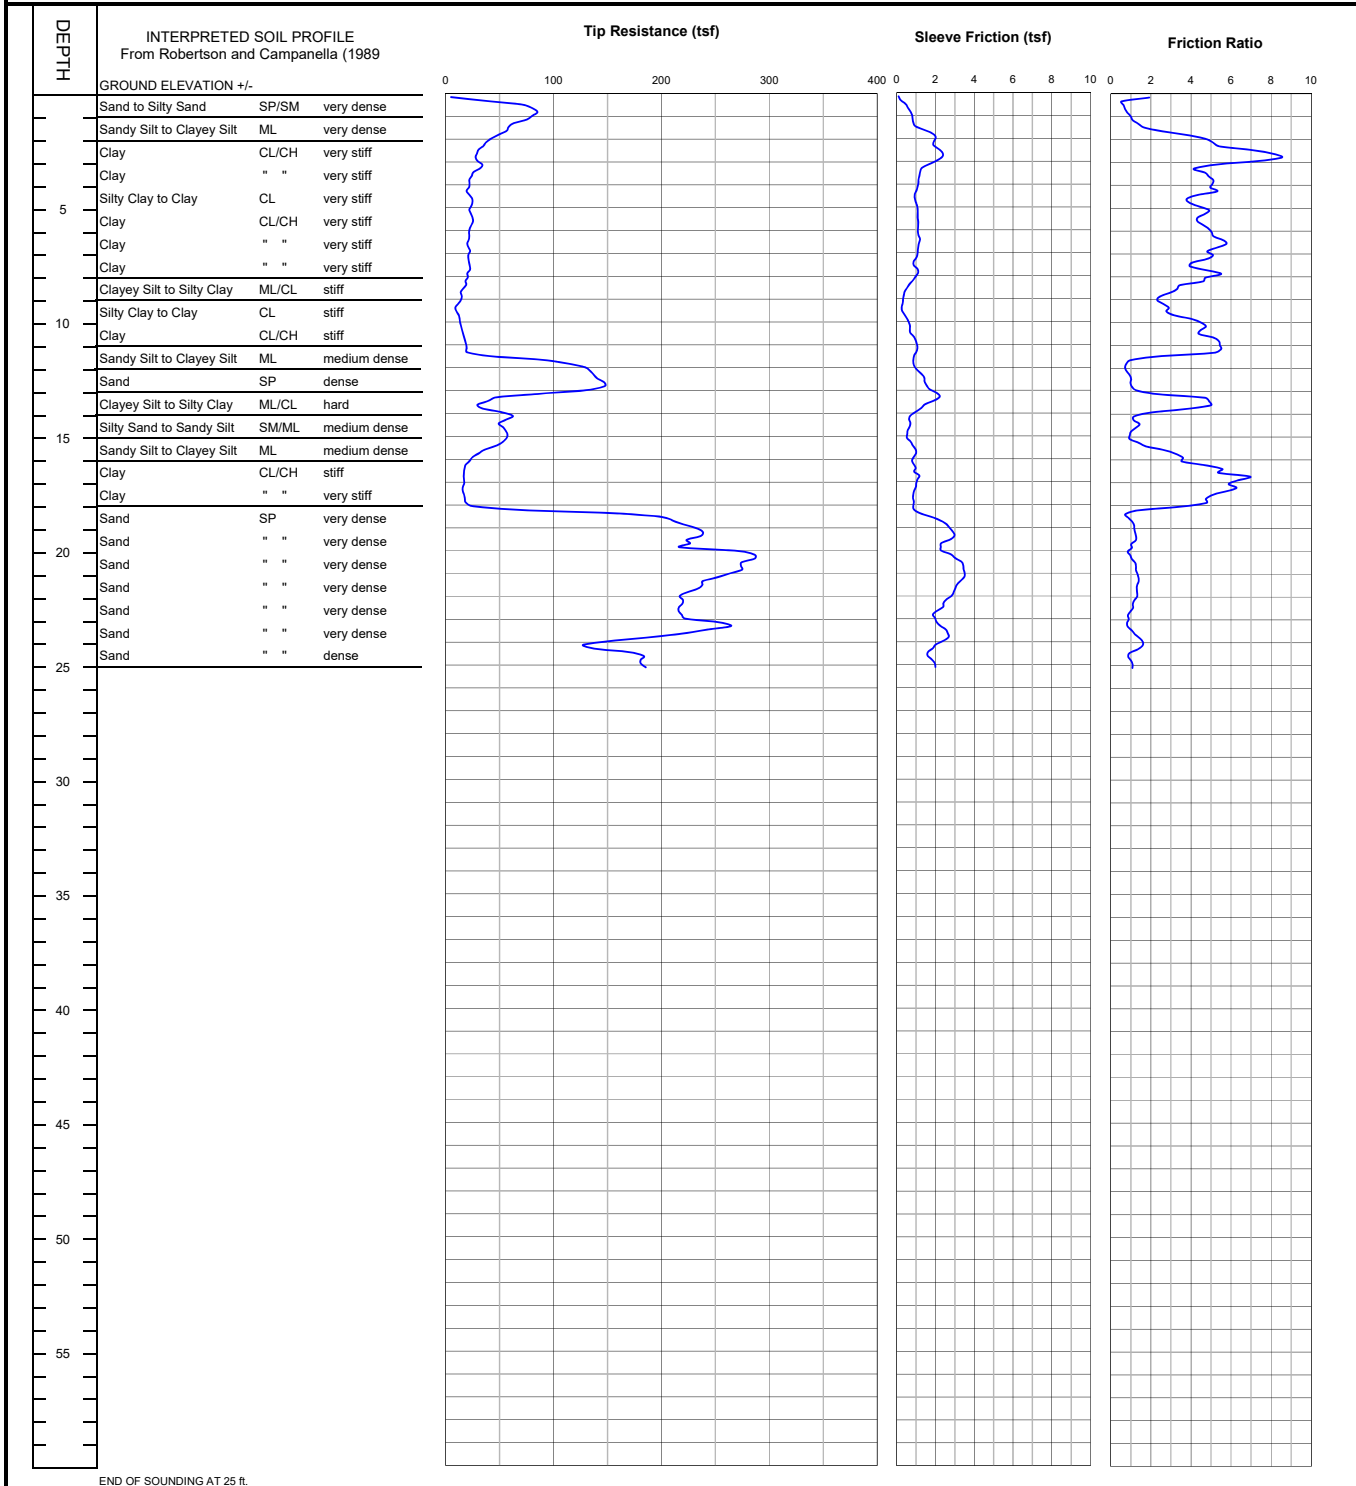 DEPTH
INTERPRETED SOIL PROFILE
From Robertson and Campanella (1989
GROUND ELEVATION +/-
Tip Resistance (tsf)
0 100 200 300 400
Sleeve Friction (tsf)
0 2 4 6 8 10
Friction Ratio
0 2 4 6 8 10
Sand to Silty Sand SP/SM very dense
Sandy Silt to Clayey Silt ML very dense
Clay CL/CH very stiff
Clay " " very stiff
Silty Clay to Clay CL very stiff
5
Clay CL/CH very stiff
Clay " " very stiff
Clay " " very stiff
Clayey Silt to Silty Clay ML/CL stiff
Silty Clay to Clay CL stiff
10
Clay CL/CH stiff
Sandy Silt to Clayey Silt ML medium dense
Sand SP dense
Clayey Silt to Silty Clay ML/CL hard
Silty Sand to Sandy Silt SM/ML medium dense
15
Sandy Silt to Clayey Silt ML medium dense
Clay CL/CH stiff
Clay " " very stiff
Sand SP very dense
Sand " " very dense
20
Sand " " very dense
Sand " " very dense
Sand " " very dense
Sand " " very dense
Sand " " dense
25
30
35
40
45
50
55
END OF SOUNDING AT 25 ft.